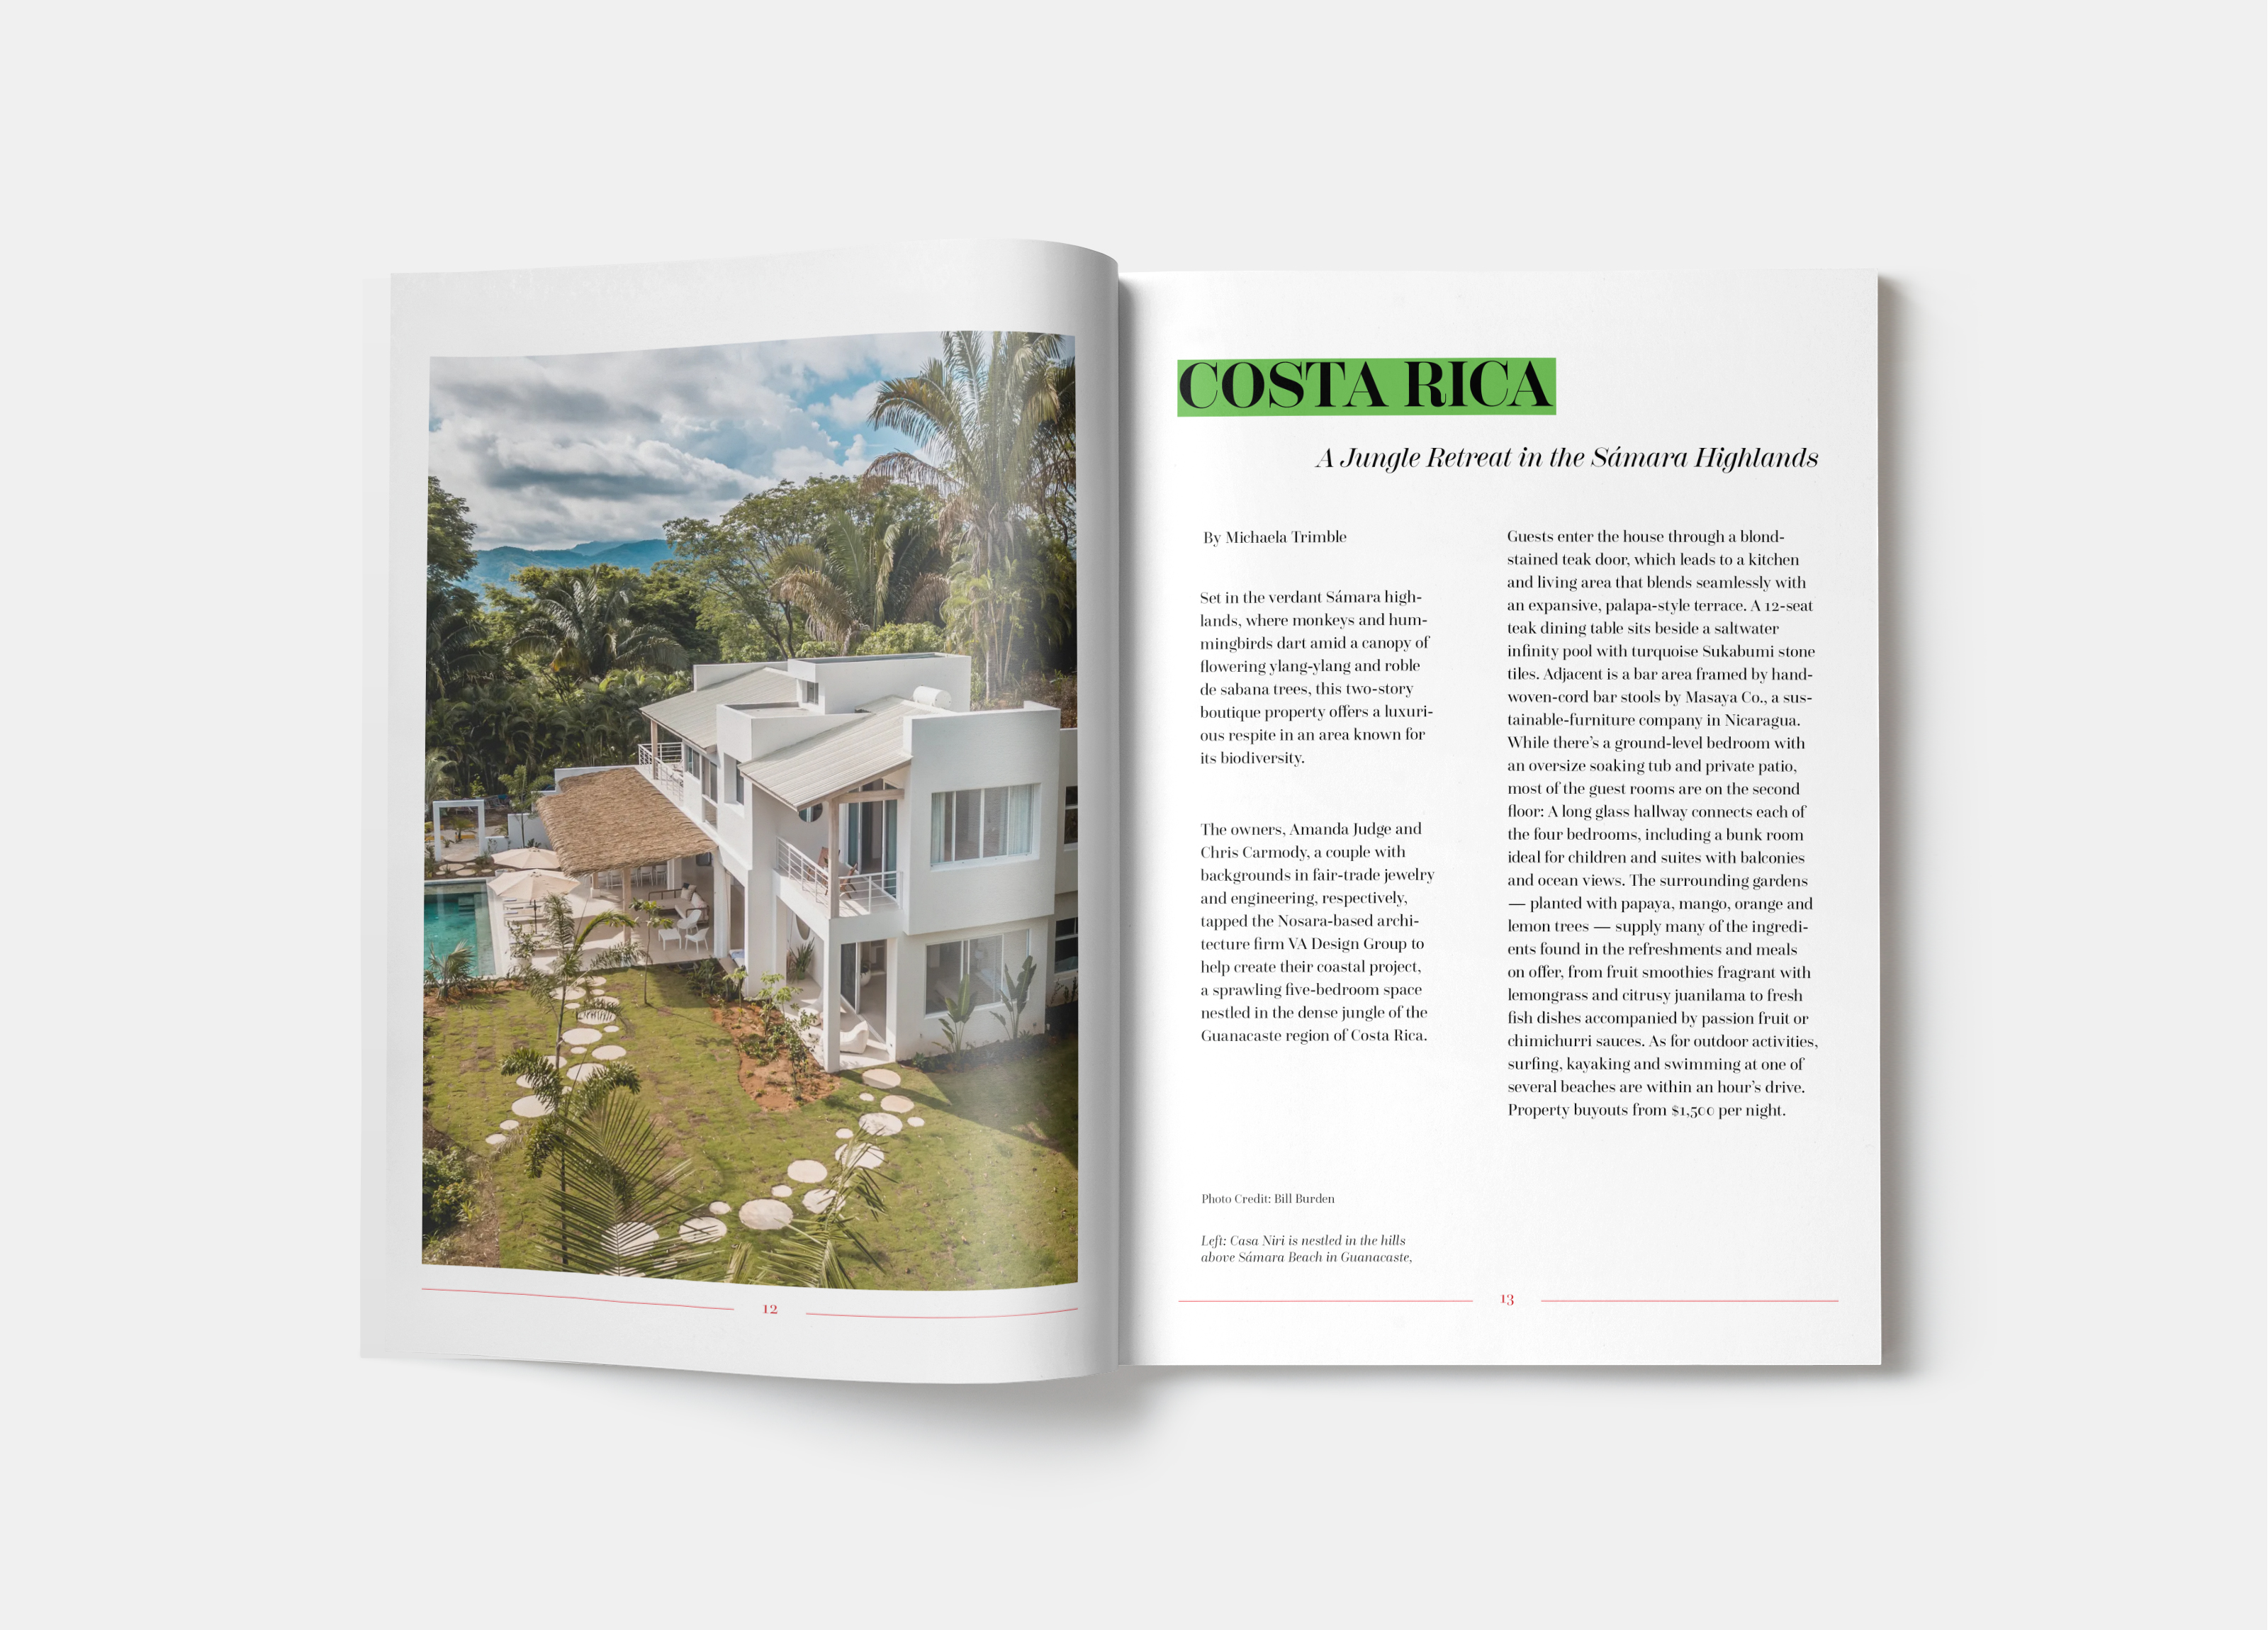 COSTA RICA
A Jungle Retreat in the Sámara Highlands
By Michaela Trimble
Set in the verdant Sámara high-
lands, where monkeys and hum-
mingbirds dart amid a canopy of
flowering ylang-ylang and roble
de sabana trees, this two-story
boutique property offers a luxuri-
ous respite in an area known for
its biodiversity.
The owners, Amanda Judge and
Chris Carmody, a couple with
backgrounds in fair-trade jewelry
and engineering, respectively,
tapped the Nosara-based archi-
tecture firm VA Design Group to
help create their coastal project,
a sprawling five-bedroom space
nestled in the dense jungle of the
Guanacaste region of Costa Rica.
Guests enter the house through a blond-
stained teak door, which leads to a kitchen
and living area that blends seamlessly with
an expansive, palapa-style terrace. A 12-seat
teak dining table sits beside a saltwater
infinity pool with turquoise Sukabumi stone
tiles. Adjacent is a bar area framed by hand-
woven-cord bar stools by Masaya Co., a sus-
tainable-furniture company in Nicaragua.
While there's a ground-level bedroom with
an oversize soaking tub and private patio,
most of the guest rooms are on the second
floor: A long glass hallway connects each of
the four bedrooms, including a bunk room
ideal for children and suites with balconies
and ocean views. The surrounding gardens
— planted with papaya, mango, orange and
lemon trees — supply many of the ingredi-
ents found in the refreshments and meals
on offer, from fruit smoothies fragrant with
lemongrass and citrusy juanilama to fresh
fish dishes accompanied by passion fruit or
chimichurri sauces. As for outdoor activities,
surfing, kayaking and swimming at one of
several beaches are within an hour's drive.
Property buyouts from $1,500 per night.
Photo Credit: Bill Burden
Left: Casa Niri is nestled in the hills
above Sámara Beach in Guanacaste,
12
13